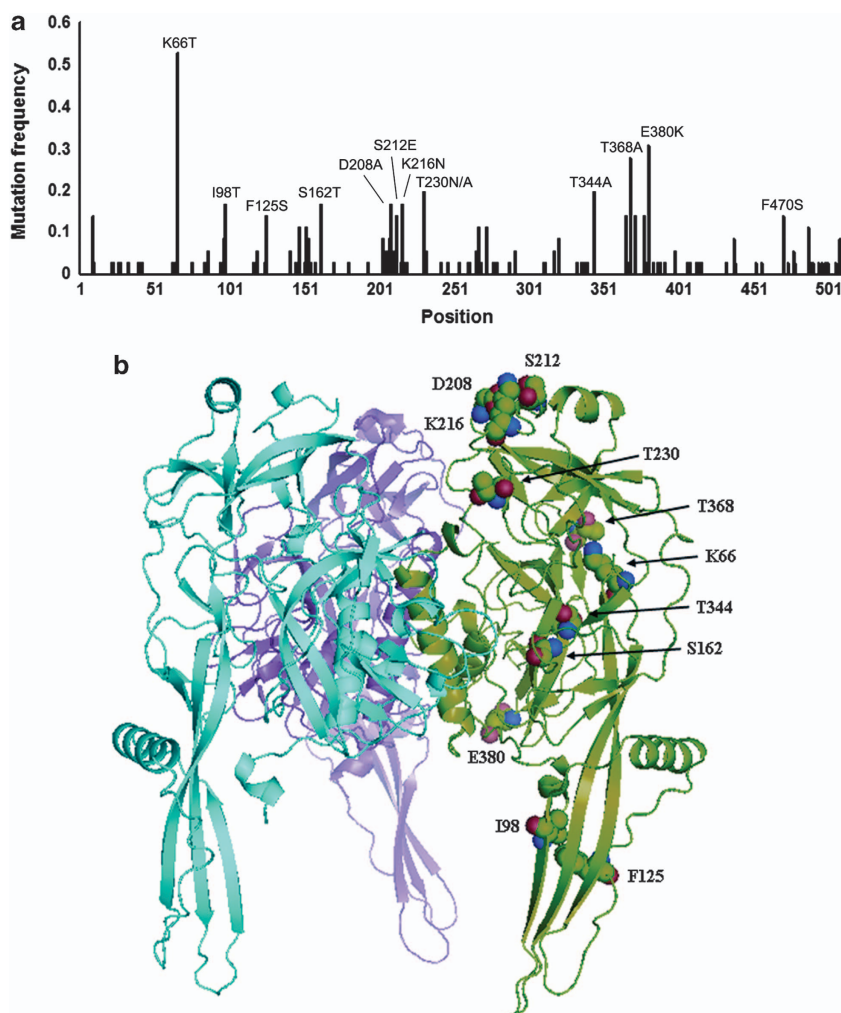 a
0.6
0.5
0.4
0.3
0.2
0.1
0
Mutation frequency
K66T
I98T
F125S
S162T
D208A
S212E
K216N
T230N/A
T344A
T368A
E380K
F470S
1 51 101 151 201 251 301 351 401 451 501
Position
b
S212
D208
K216
T230
T368
K66
T344
S162
E380
I98
F125